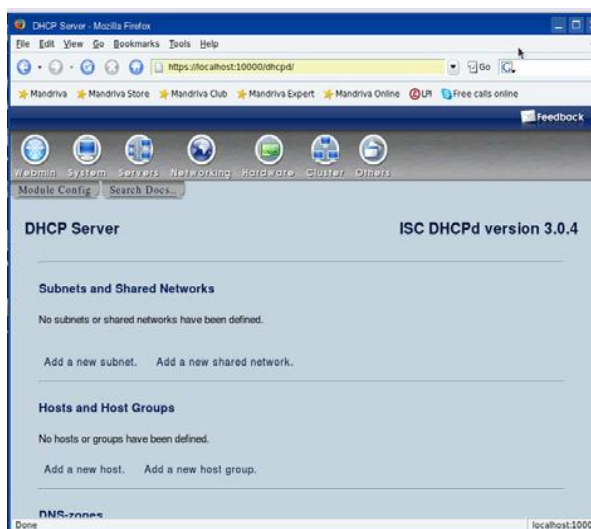 DHCP Server - Mozilla Firefox
File Edit View Go Bookmarks Tools Help
https://localhost:10000/dhcpd/ Go
Mandriva Mandriva Store Mandriva Club Mandriva Expert Mandriva Online LPI Free calls online
Feedback
Webmin System Servers Networking Hardware Cluster Others
Module Config Search Docs..
DHCP Server ISC DHCPd version 3.0.4
Subnets and Shared Networks
No subnets or shared networks have been defined.
Add a new subnet. Add a new shared network.
Hosts and Host Groups
No hosts or groups have been defined.
Add a new host. Add a new host group.
DNS-zones
Done localhost:1000